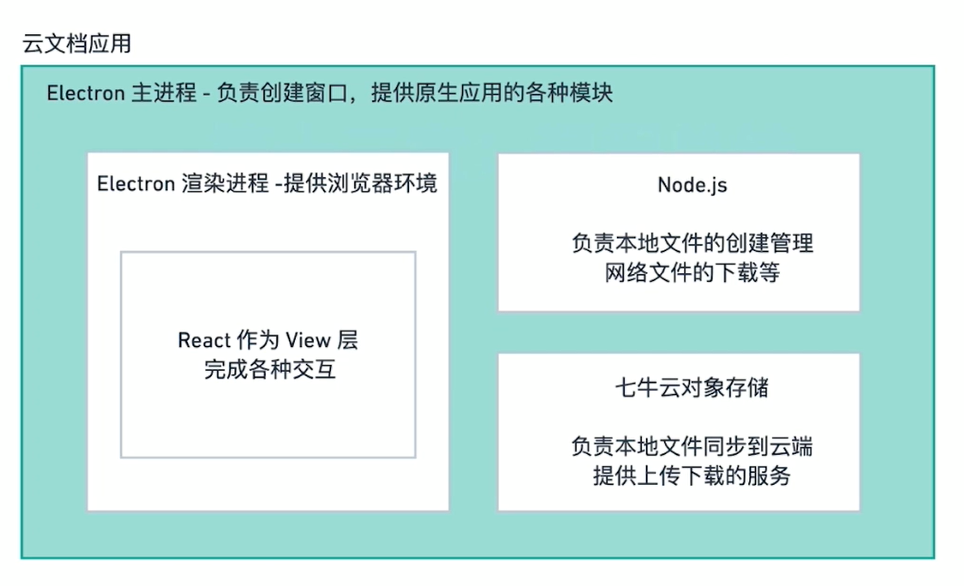 云文档应用
Electron 主进程 - 负责创建窗口，提供原生应用的各种模块
Electron 渲染进程 -提供浏览器环境
React 作为 View 层
完成各种交互
Node.js
负责本地文件的创建管理
网络文件的下载等
七牛云对象存储
负责本地文件同步到云端
提供上传下载的服务